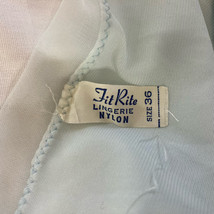 Fit Rite
LINGERIE
NYLON
SIZE 36